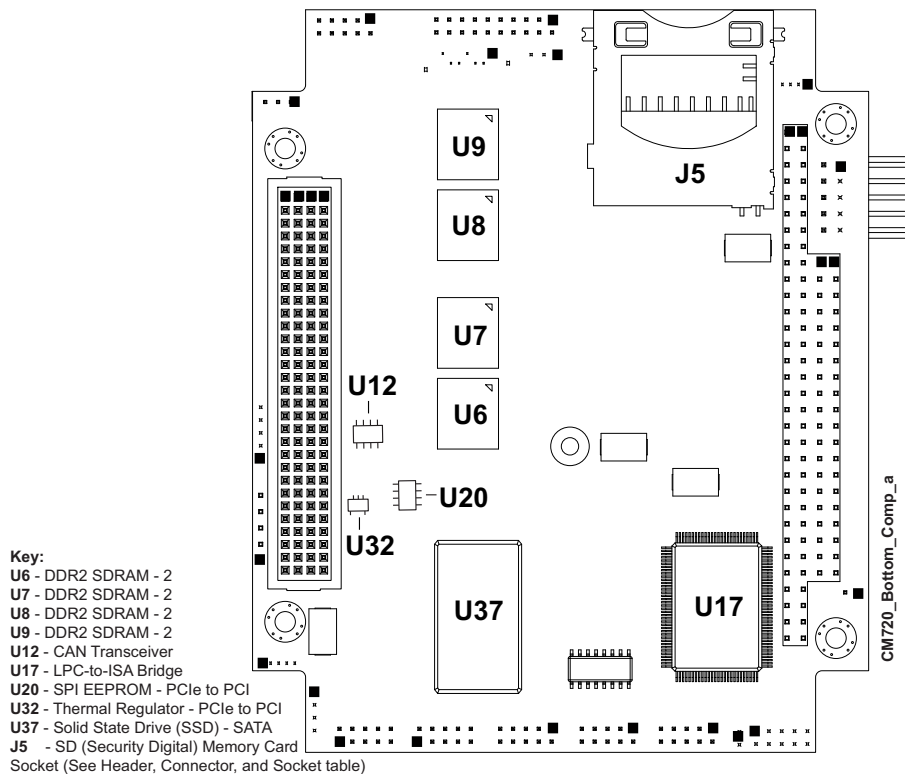 U9
J5
U8
U7
U12
U6
U20
U32
U37
U17
CM720_Bottom_Comp_a
Key:
U6 - DDR2 SDRAM - 2
U7 - DDR2 SDRAM - 2
U8 - DDR2 SDRAM - 2
U9 - DDR2 SDRAM - 2
U12 - CAN Transceiver
U17 - LPC-to-ISA Bridge
U20 - SPI EEPROM - PCIe to PCI
U32 - Thermal Regulator - PCIe to PCI
U37 - Solid State Drive (SSD) - SATA
J5 - SD (Security Digital) Memory Card
Socket (See Header, Connector, and Socket table)